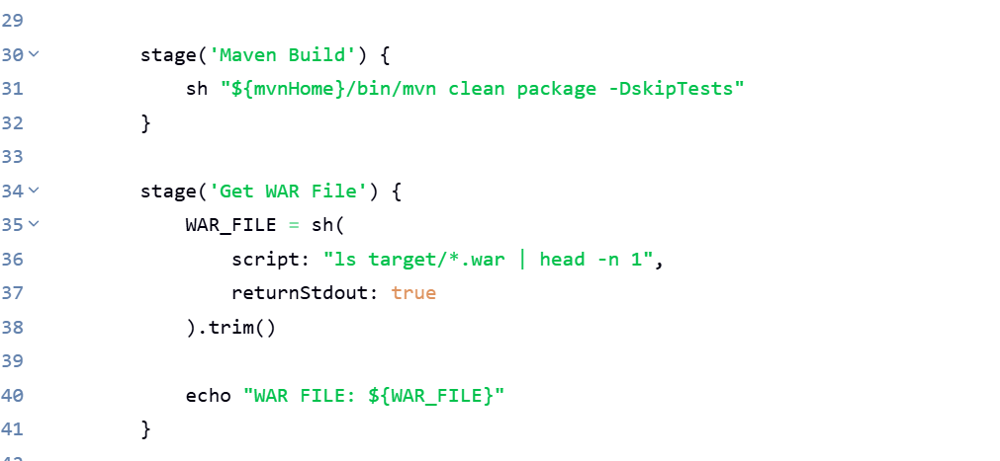 29
30 stage('Maven Build') {
31 sh "${mvnHome}/bin/mvn clean package -DskipTests"
32 }
33
34 stage('Get WAR File') {
35 WAR_FILE = sh(
36 script: "ls target/*.war | head -n 1",
37 returnStdout: true
38 ).trim()
39
40 echo "WAR FILE: ${WAR_FILE}"
41 }